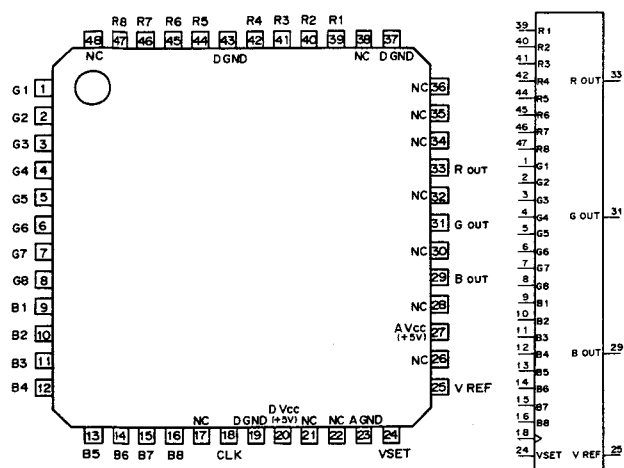 R8 R7 R6 R5 R4 R3 R2 R1
48 47 46 45 44 43 42 41 40 39 38 37
NC DGND NC DGND
G1 1
G2 2
G3 3
G4 4
G5 5
G6 6
G7 7
G8 8
B1 9
B2 10
B3 11
B4 12
NC 36
NC 35
NC 34
33 R OUT
NC 32
31 G OUT
NC 30
29 B OUT
NC 28
AVcc (+5V) 27
NC 26
25 V REF
DVcc
NC DGND (+5V) NC NC AGND
13 14 15 16 17 18 19 20 21 22 23 24
B5 B6 B7 B8 CLK VSET
39 R1
40 R2
41 R3
42 R4 R OUT 33
44 R5
45 R6
46 R7
47 R8
1 G1
2 G2
3 G3
4 G4 G OUT 31
5 G5
6 G6
7 G7
8 G8
9 B1
10 B2
11 B3
12 B4 B OUT 29
13 B5
14 B6
15 B7
16 B8
18
24 VSET V REF 25